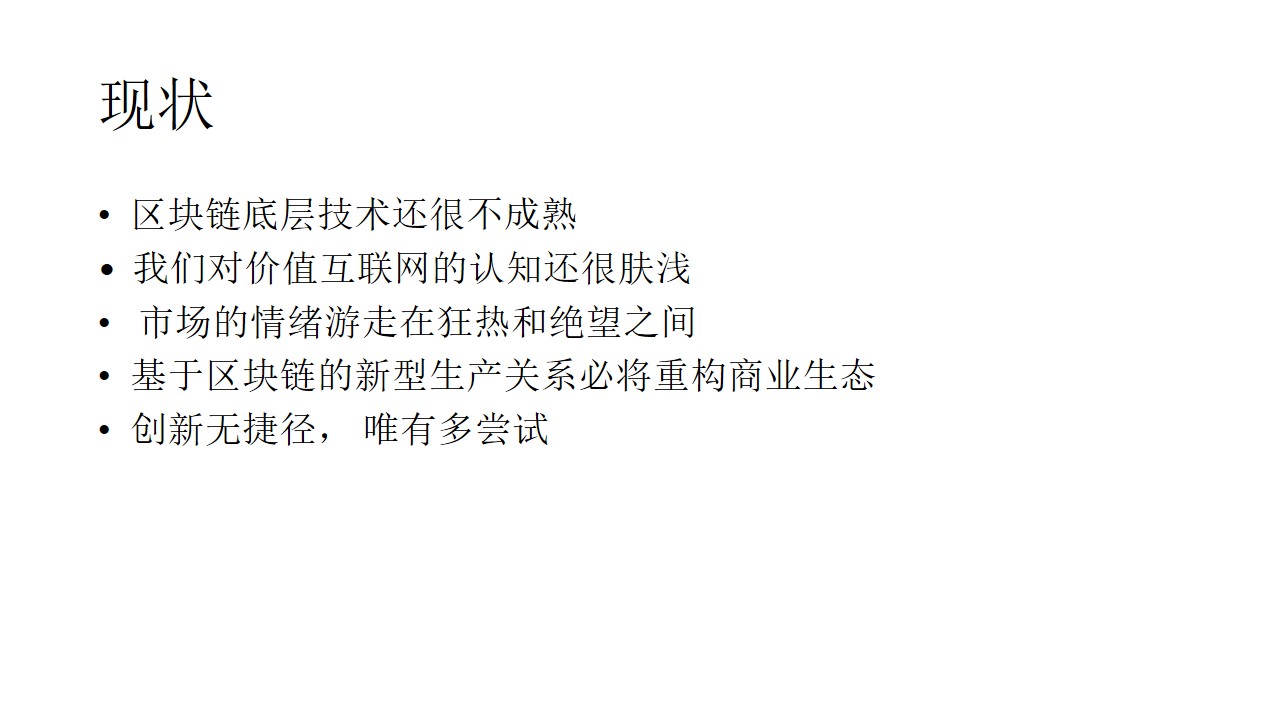 现状
• 区块链底层技术还很不成熟
• 我们对价值互联网的认知还很肤浅
• 市场的情绪游走在狂热和绝望之间
• 基于区块链的新型生产关系必将重构商业生态
• 创新无捷径， 唯有多尝试